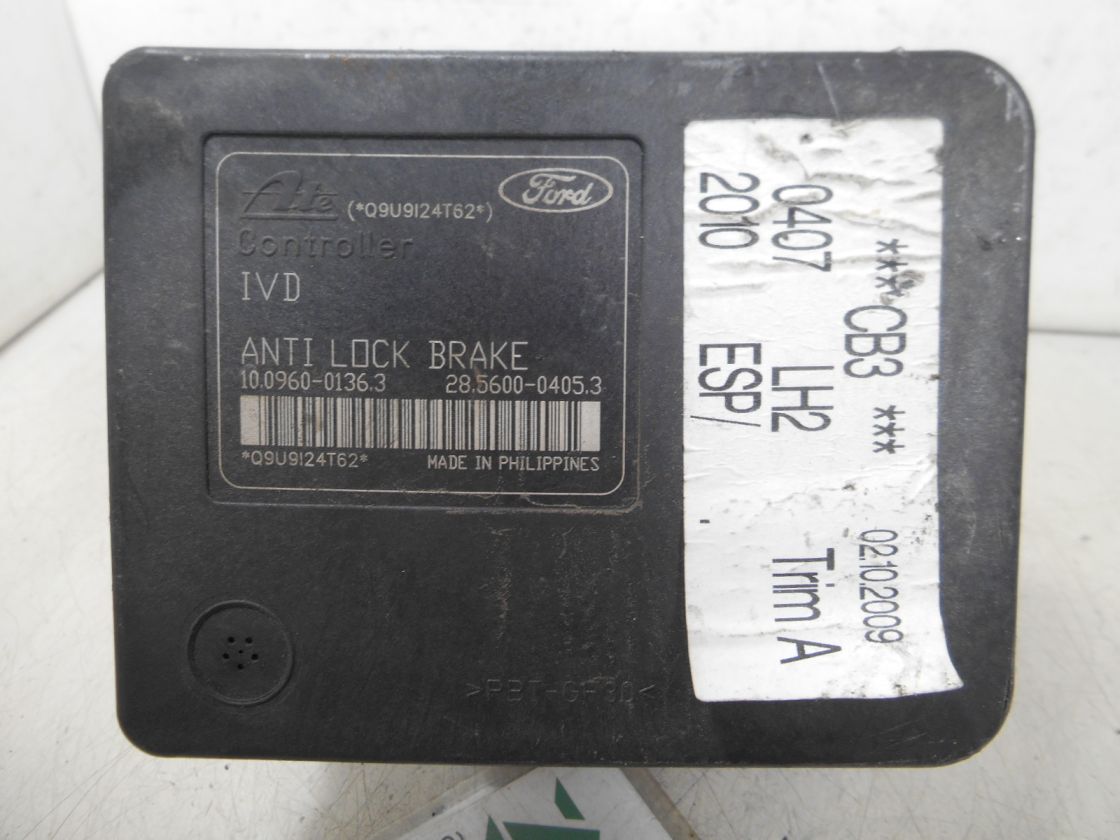 Ate (*Q9U9I24T62*) Ford
Controller
IVD
ANTI LOCK BRAKE
10.0960-0136.3 28.5600-0405.3
*Q9U9I24T62* MADE IN PHILIPPINES
>PBT-GF30<
***CB3 *** 02.10.2009
0407 LH2 Trim A
2010 ESP/ .